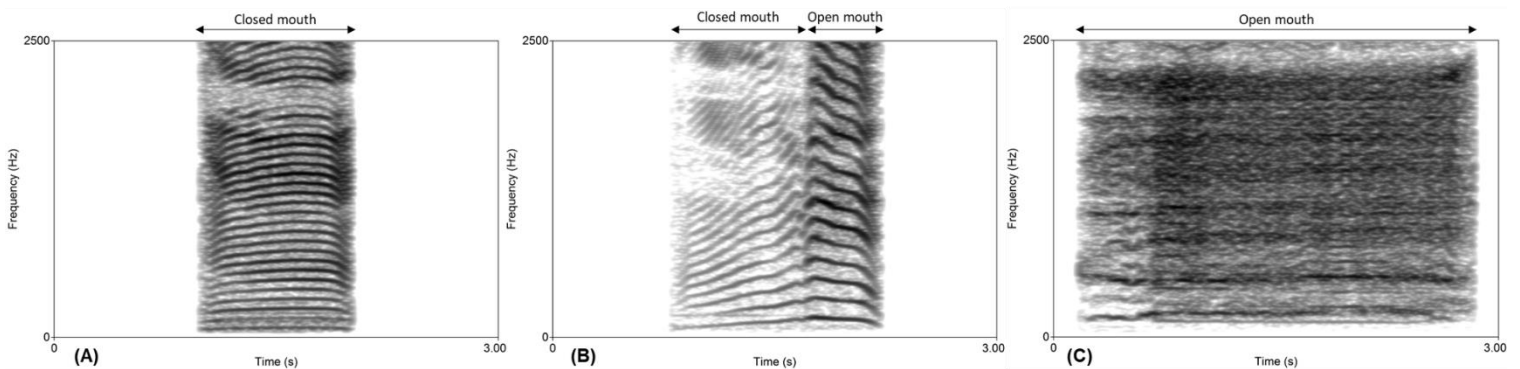 Closed mouth
2500
Frequency (Hz)
0
0
3.00
Time (s)
(A)
Closed mouth
Open mouth
2500
Frequency (Hz)
0
0
3.00
Time (s)
(B)
Open mouth
2500
Frequency (Hz)
0
0
3.00
Time (s)
(C)